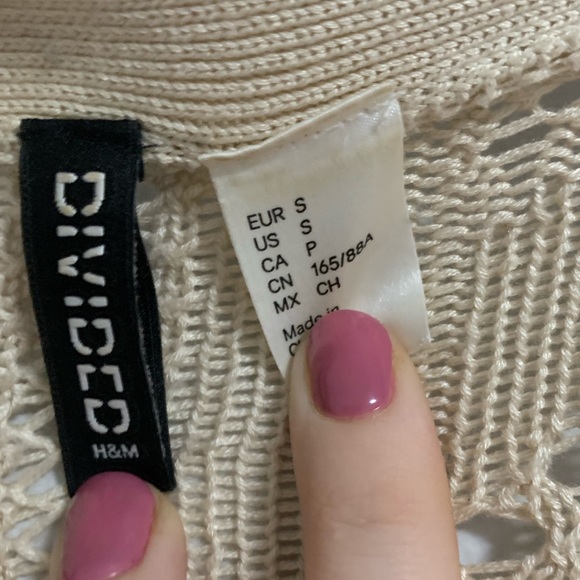 DIVIDED
H&M
EUR S
US S
CA P
CN 165/88A
MX CH
Made in